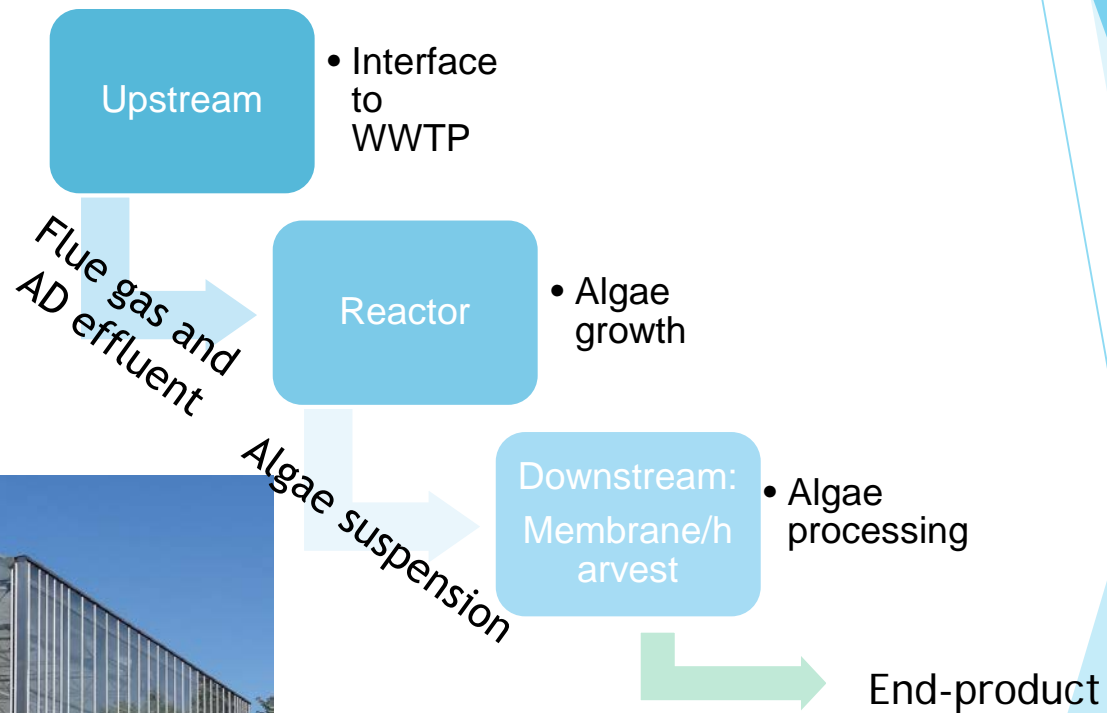 Upstream
• Interface
to
WWTP
Flue gas and
AD effluent
Reactor
• Algae
growth
Algae suspension
Downstream:
Membrane/h
arvest
• Algae
processing
End-product